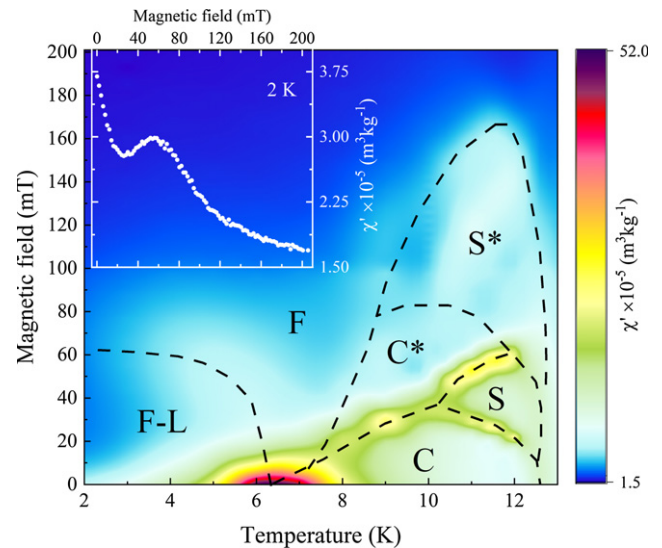 Magnetic field (mT)
0 40 80 120 160 200
200
180
160
140
120
100
80
60
40
20
0
Magnetic field (mT)
2 K
3.75
3.00
2.25
1.50
χ' ×10⁻⁵ (m³kg⁻¹)
F
F-L
S*
C*
S
C
2 4 6 8 10 12
Temperature (K)
52.0
1.5
χ' ×10⁻⁵ (m³kg⁻¹)